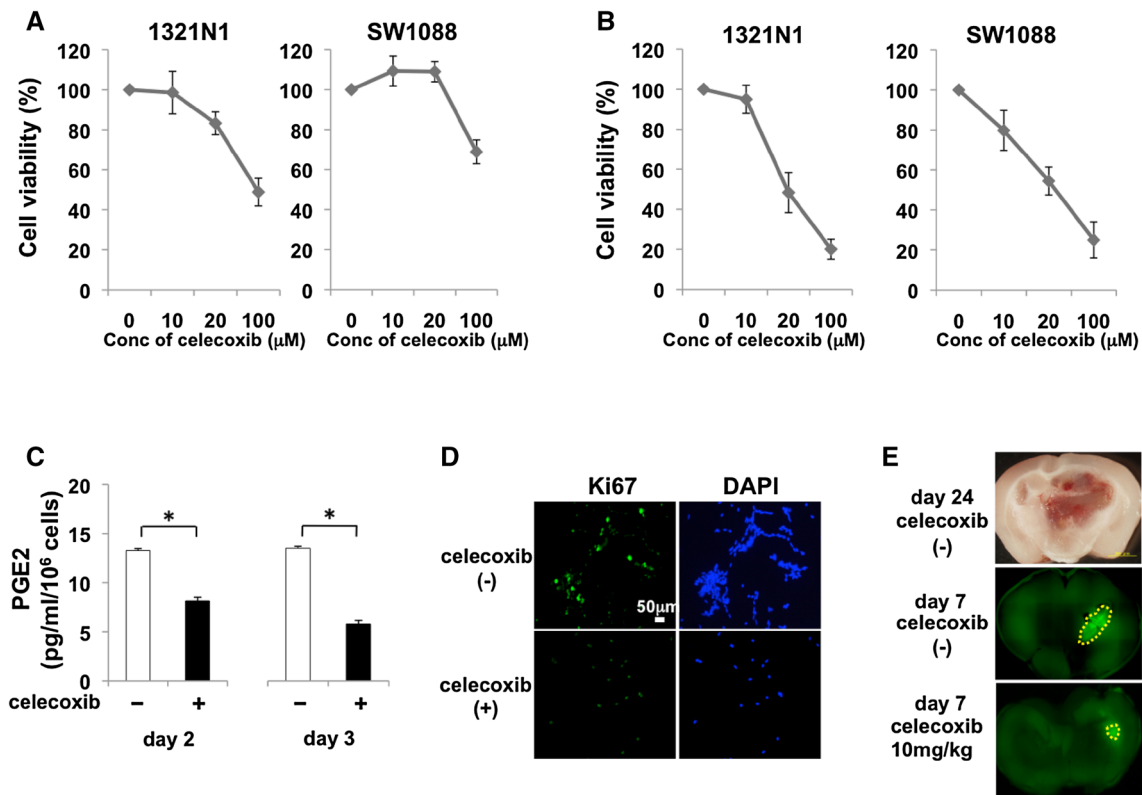 A
1321N1
SW1088
Cell viability (%)
120
100
80
60
40
20
0
0 10 20 100
Conc of celecoxib (μM)
120
100
80
60
40
20
0
0 10 20 100
Conc of celecoxib (μM)
B
1321N1
SW1088
Cell viability (%)
120
100
80
60
40
20
0
0 10 20 100
Conc of celecoxib (μM)
120
100
80
60
40
20
0
0 10 20 100
Conc of celecoxib (μM)
C
PGE2
(pg/ml/10⁶ cells)
20
15
10
5
0
*
*
celecoxib − + − +
day 2
day 3
D
Ki67
DAPI
celecoxib
(-)
50μm
celecoxib
(+)
E
day 24
celecoxib
(-)
day 7
celecoxib
(-)
day 7
celecoxib
10mg/kg